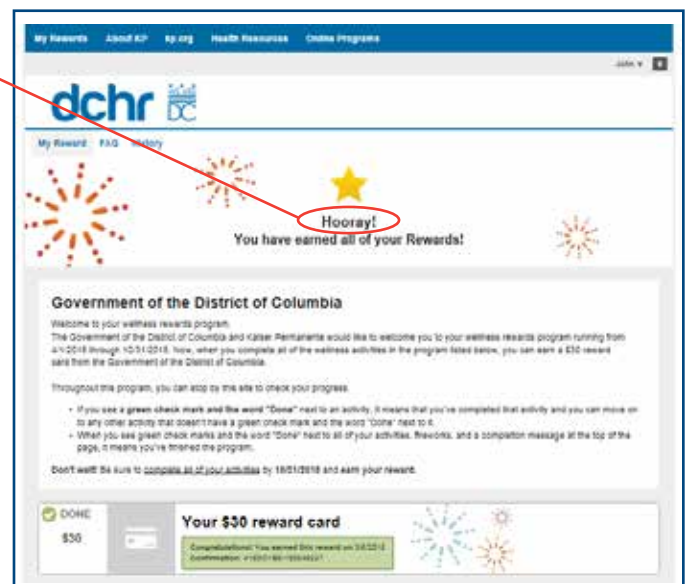 My Rewards About KP kp.org Health Resources Online Programs
John
dchr DC
My Reward FAQ History
Hooray!
You have earned all of your Rewards!
Government of the District of Columbia
Welcome to your wellness rewards program.
The Government of the District of Columbia and Kaiser Permanente would like to welcome you to your wellness rewards program running from
through Now, when you complete all of the wellness activities in the program listed below, you can earn a $30 reward
card from the Government of the District of Columbia.
Throughout this program, you can stop by this site to check your progress.
• If you see a green check mark and the word "Done" next to an activity, it means that you've completed that activity and you can move on
to any other activity that doesn't have a green check mark and the word "Done" next to it.
• When you see green check marks and the word "Done" next to all of your activities, fireworks, and a completion message at the top of the
page, it means you've finished the program.
Don't wait! Be sure to complete all of your activities by and earn your reward.
DONE
$30
Your $30 reward card
Congratulations! You earned this reward on
Confirmation: